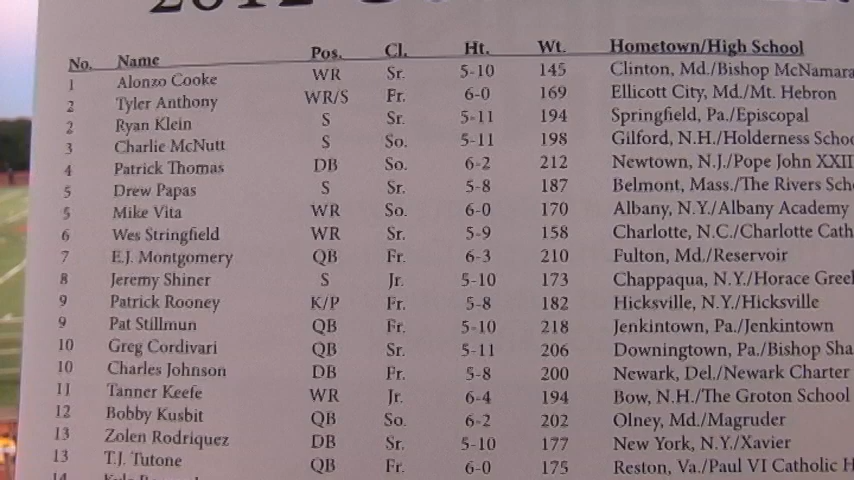 2012
No. Name Pos. Cl. Ht. Wt. Hometown/High School
1 Alonzo Cooke WR Sr. 5-10 145 Clinton, Md./Bishop McNamara
2 Tyler Anthony WR/S Fr. 6-0 169 Ellicott City, Md./Mt. Hebron
2 Ryan Klein S Sr. 5-11 194 Springfield, Pa./Episcopal
3 Charlie McNutt S So. 5-11 198 Gilford, N.H./Holderness Schoo
4 Patrick Thomas DB So. 6-2 212 Newtown, N.J./Pope John XXII
5 Drew Papas S Sr. 5-8 187 Belmont, Mass./The Rivers Sch
5 Mike Vita WR So. 6-0 170 Albany, N.Y./Albany Academy
6 Wes Stringfield WR Sr. 5-9 158 Charlotte, N.C./Charlotte Cath
7 E.J. Montgomery QB Fr. 6-3 210 Fulton, Md./Reservoir
8 Jeremy Shiner S Jr. 5-10 173 Chappaqua, N.Y./Horace Greel
9 Patrick Rooney K/P Fr. 5-8 182 Hicksville, N.Y./Hicksville
9 Pat Stillmun QB Fr. 5-10 218 Jenkintown, Pa./Jenkintown
10 Greg Cordivari QB Sr. 5-11 206 Downingtown, Pa./Bishop Sha
10 Charles Johnson DB Fr. 5-8 200 Newark, Del./Newark Charter
11 Tanner Keefe WR Jr. 6-4 194 Bow, N.H./The Groton School
12 Bobby Kusbit QB So. 6-2 202 Olney, Md./Magruder
13 Zolen Rodriquez DB Sr. 5-10 177 New York, N.Y./Xavier
13 T.J. Tutone QB Fr. 6-0 175 Reston, Va./Paul VI Catholic H
14